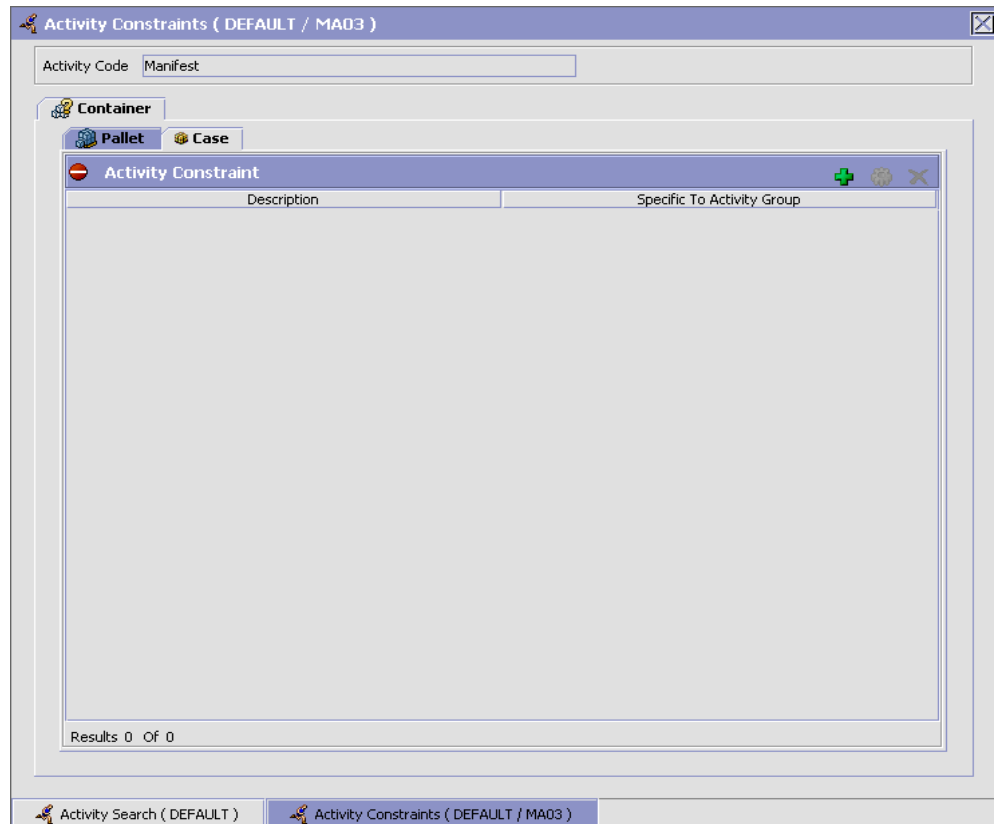 Activity Constraints ( DEFAULT / MA03 )
Activity Code Manifest
Container
Pallet Case
Activity Constraint
Description Specific To Activity Group
Results 0 Of 0
Activity Search ( DEFAULT ) Activity Constraints ( DEFAULT / MA03 )